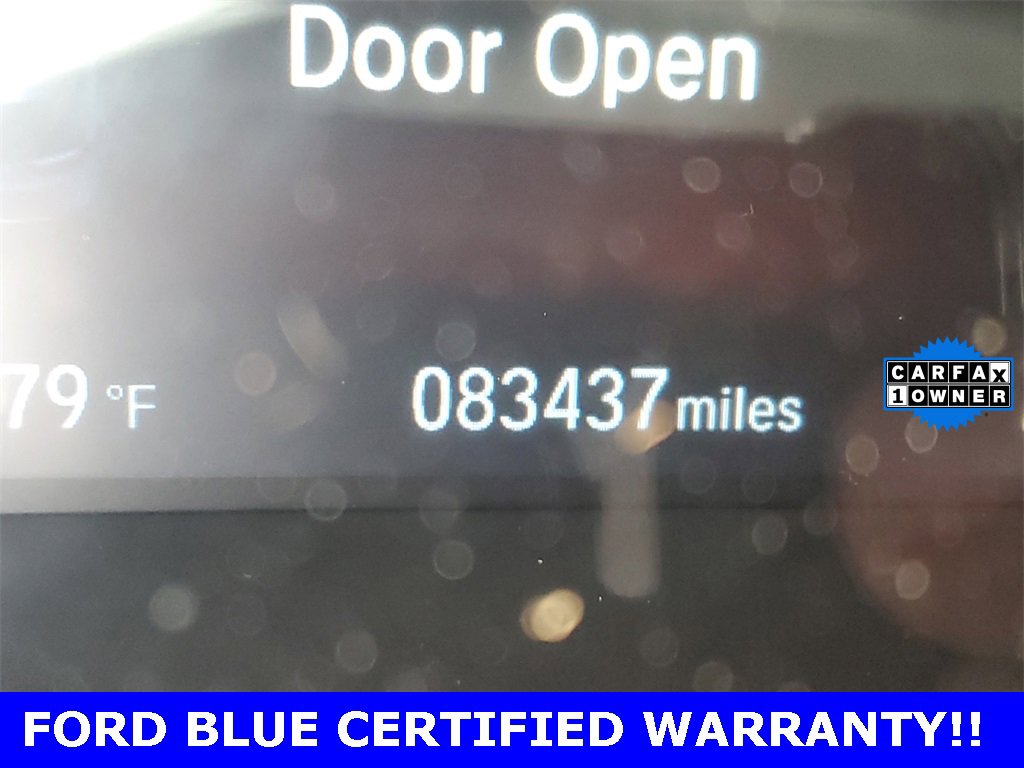 Door Open
79 °F
083437 miles
CARFAX
1 OWNER
FORD BLUE CERTIFIED WARRANTY!!